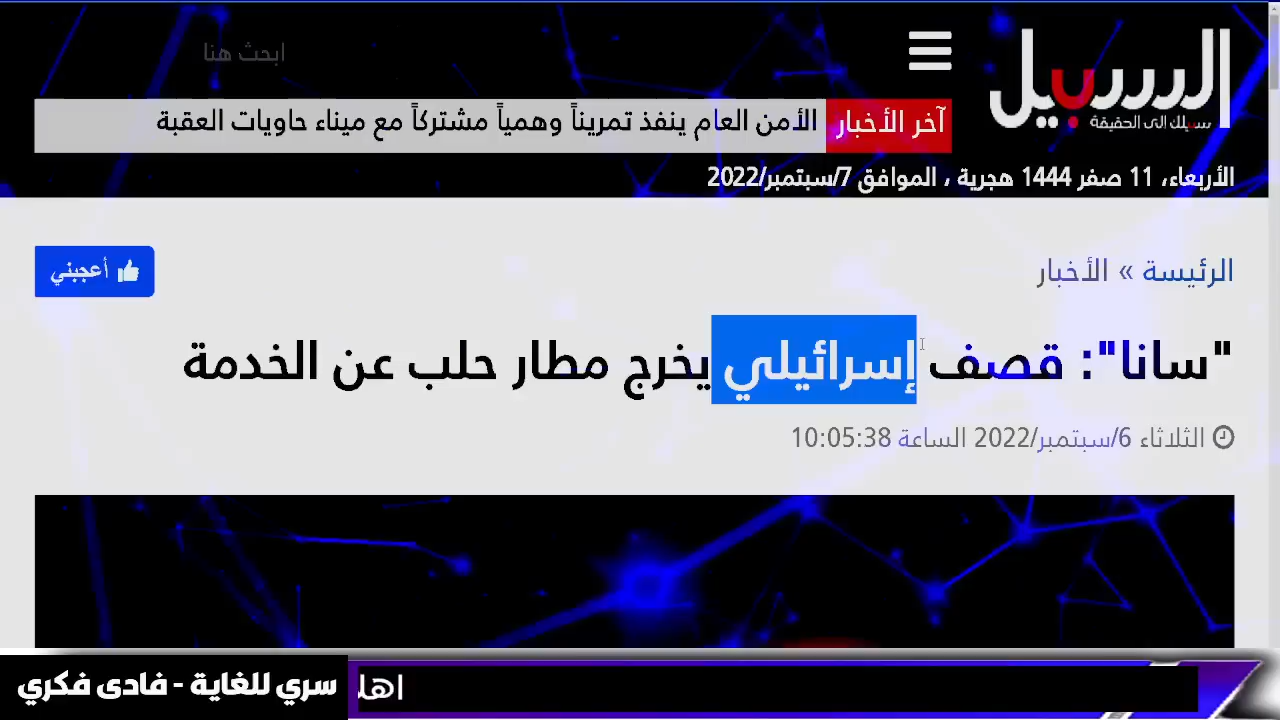 السبيل
سبيلك إلى الحقيقة
ابحث هنا
آخر الأخبار
الأمن العام ينفذ تمريناً وهمياً مشتركاً مع ميناء حاويات العقبة
الأربعاء، 11 صفر 1444 هجرية ، الموافق 7/سبتمبر/2022
الرئيسة » الأخبار
أعجبني
"سانا": قصف إسرائيلي يخرج مطار حلب عن الخدمة
الثلاثاء 6/سبتمبر/2022 الساعة 10:05:38
سري للغاية - فادى فكري
اهل